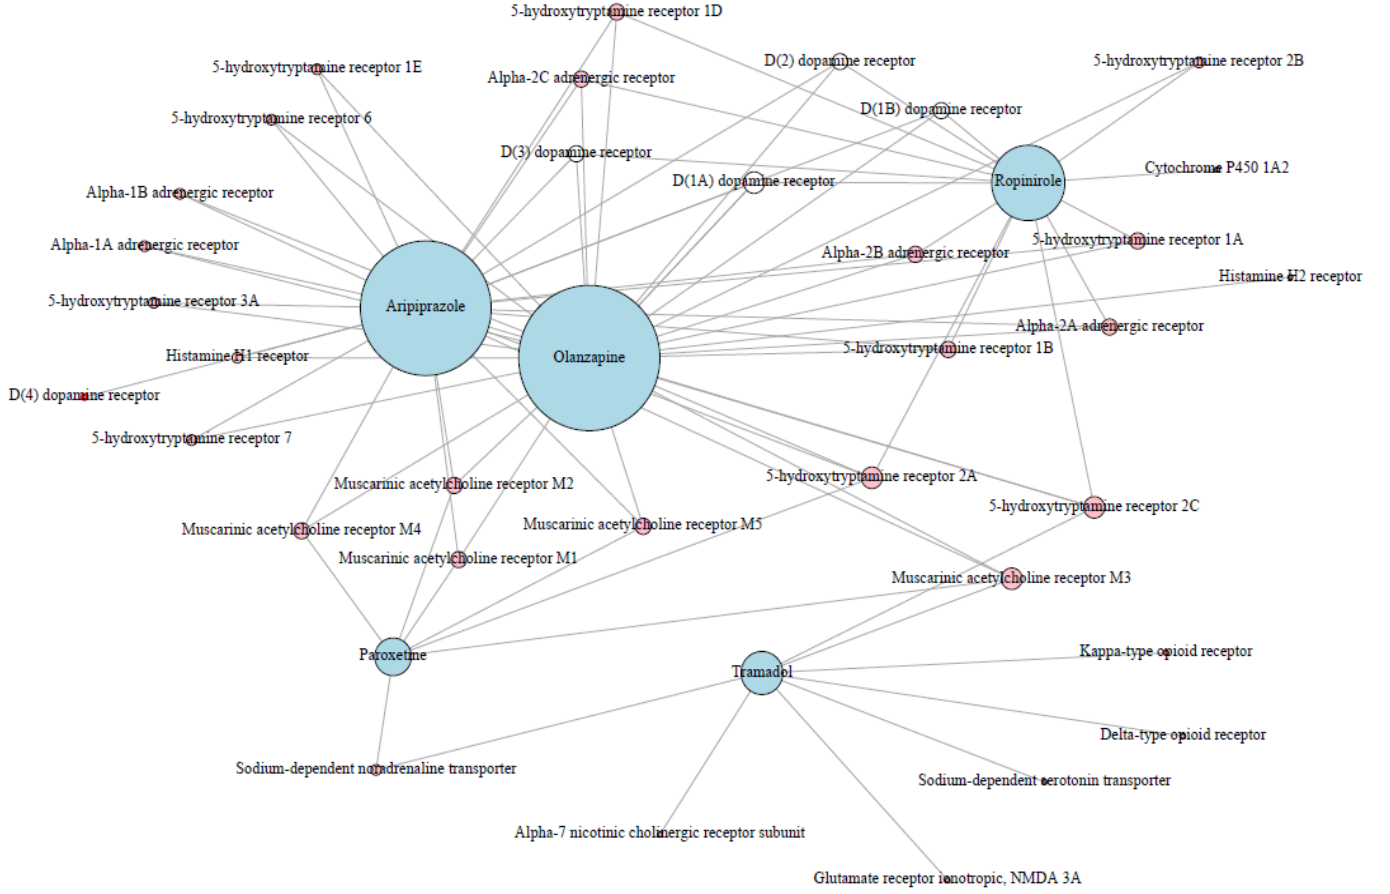 5-hydroxytryptamine receptor 1D
D(2) dopamine receptor
5-hydroxytryptamine receptor 2B
5-hydroxytryptamine receptor 1E
Alpha-2C adrenergic receptor
D(1B) dopamine receptor
5-hydroxytryptamine receptor 6
D(3) dopamine receptor
Cytochrome P450 1A2
D(1A) dopamine receptor
Ropinirole
Alpha-1B adrenergic receptor
5-hydroxytryptamine receptor 1A
Alpha-1A adrenergic receptor
Alpha-2B adrenergic receptor
Histamine H2 receptor
5-hydroxytryptamine receptor 3A
Aripiprazole
Alpha-2A adrenergic receptor
5-hydroxytryptamine receptor 1B
Histamine H1 receptor
Olanzapine
D(4) dopamine receptor
5-hydroxytryptamine receptor 7
5-hydroxytryptamine receptor 2A
Muscarinic acetylcholine receptor M2
5-hydroxytryptamine receptor 2C
Muscarinic acetylcholine receptor M5
Muscarinic acetylcholine receptor M4
Muscarinic acetylcholine receptor M1
Muscarinic acetylcholine receptor M3
Kappa-type opioid receptor
Paroxetine
Tramadol
Delta-type opioid receptor
Sodium-dependent noradrenaline transporter
Sodium-dependent serotonin transporter
Alpha-7 nicotinic cholinergic receptor subunit
Glutamate receptor ionotropic, NMDA 3A